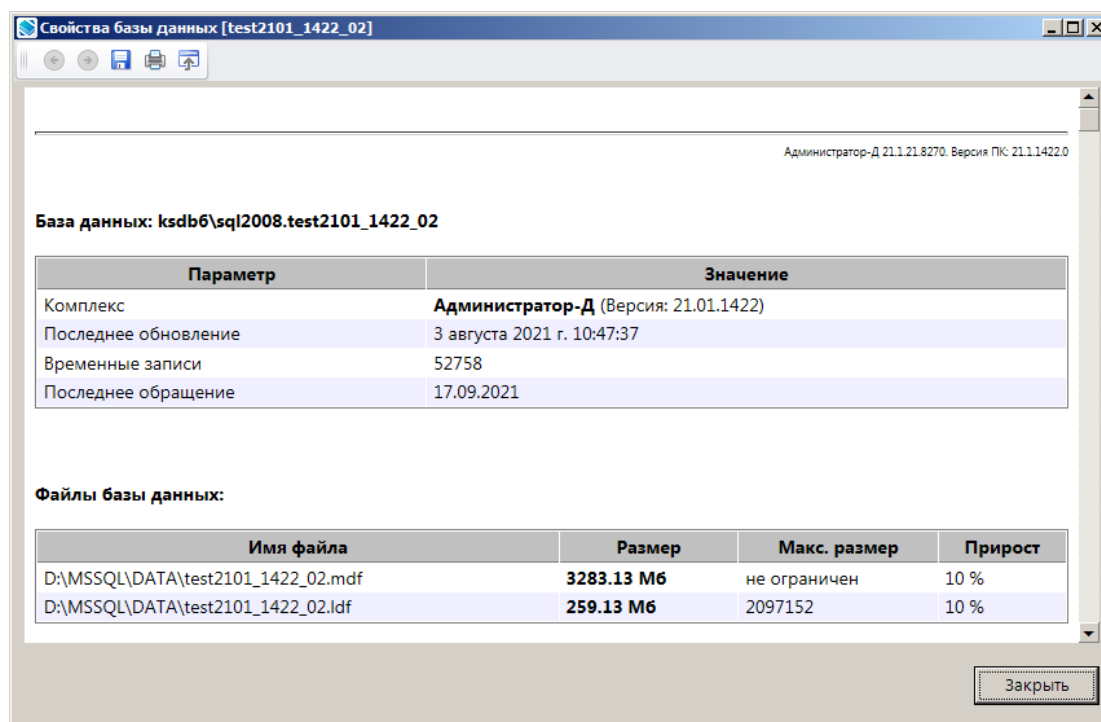 Свойства базы данных [test2101_1422_02]
Администратор-Д 21.1.21.8270. Версия ПК: 21.1.1422.0
База данных: ksdb6\sql2008.test2101_1422_02
Параметр Значение
Комплекс Администратор-Д (Версия: 21.01.1422)
Последнее обновление 3 августа 2021 г. 10:47:37
Временные записи 52758
Последнее обращение 17.09.2021
Файлы базы данных:
Имя файла Размер Макс. размер Прирост
D:\MSSQL\DATA\test2101_1422_02.mdf 3283.13 Мб не ограничен 10 %
D:\MSSQL\DATA\test2101_1422_02.ldf 259.13 Мб 2097152 10 %
Закрыть